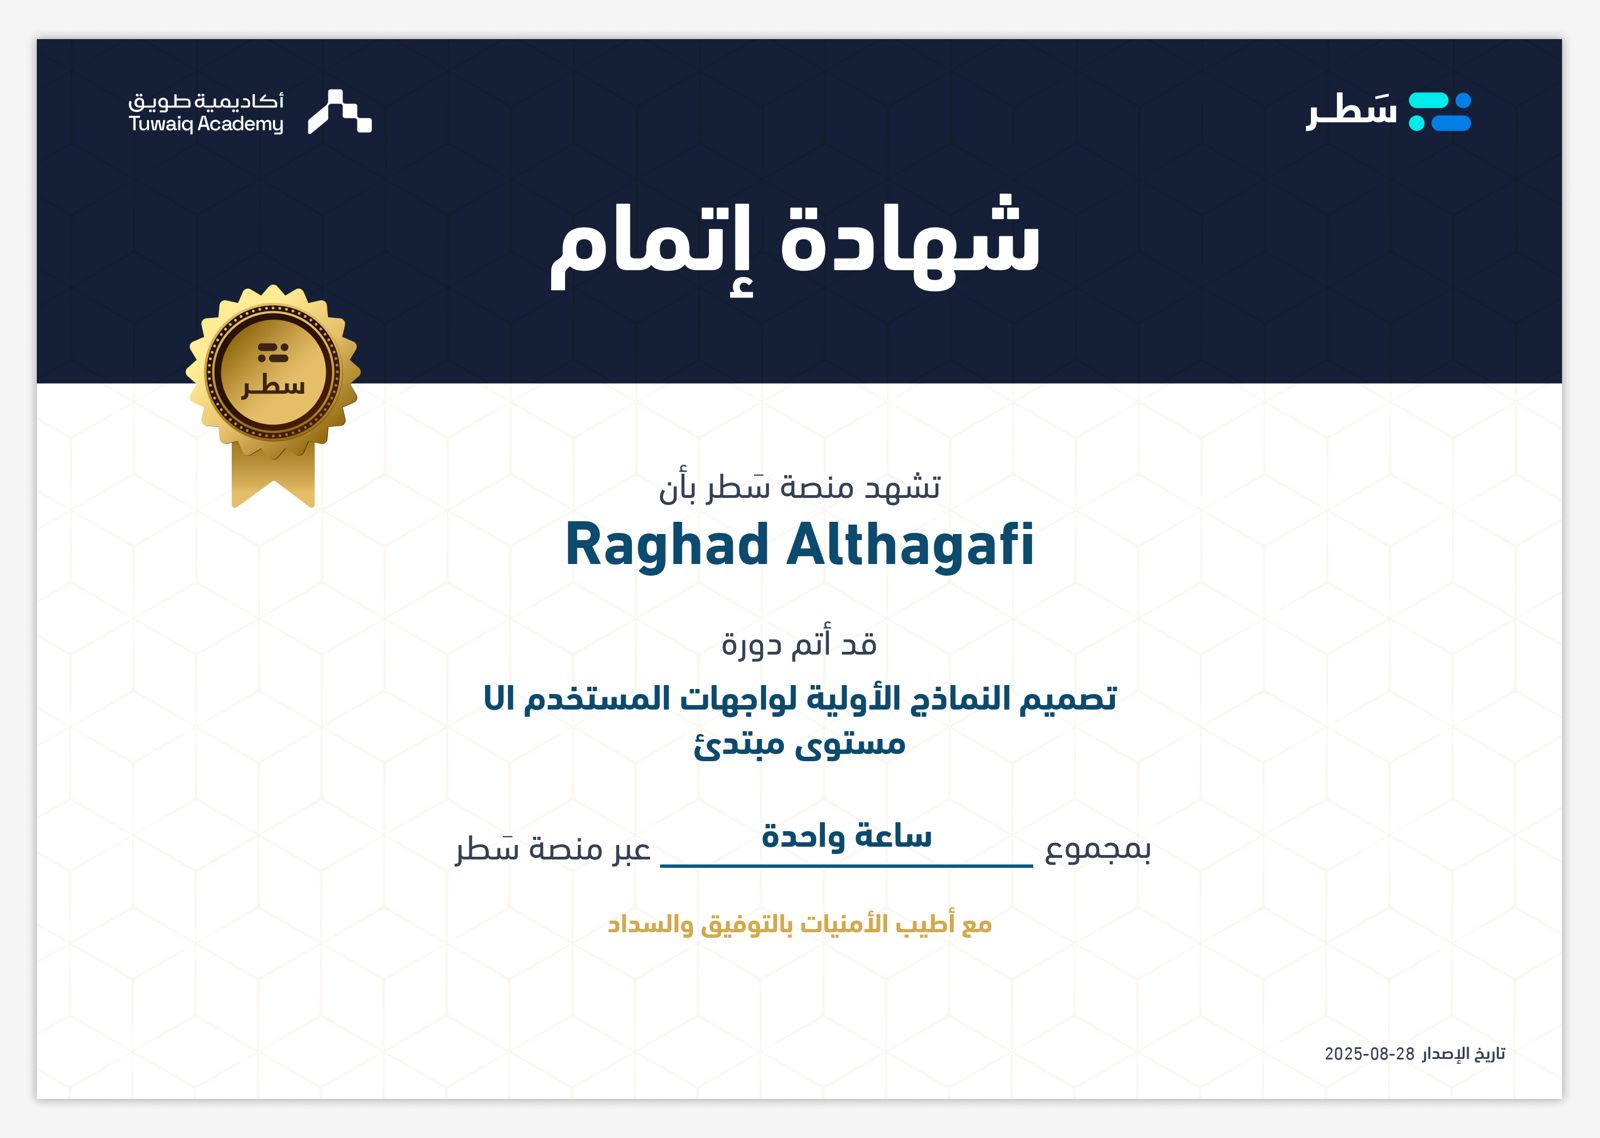 سَطر
أكاديمية طويق
Tuwaiq Academy
شهادة إتمام
سطر
تشهد منصة سَطر بأن
Raghad Althagafi
قد أتم دورة
تصميم النماذج الأولية لواجهات المستخدم UI
مستوى مبتدئ
بمجموع ساعة واحدة عبر منصة سَطر
مع أطيب الأمنيات بالتوفيق والسداد
تاريخ الإصدار 2025-08-28